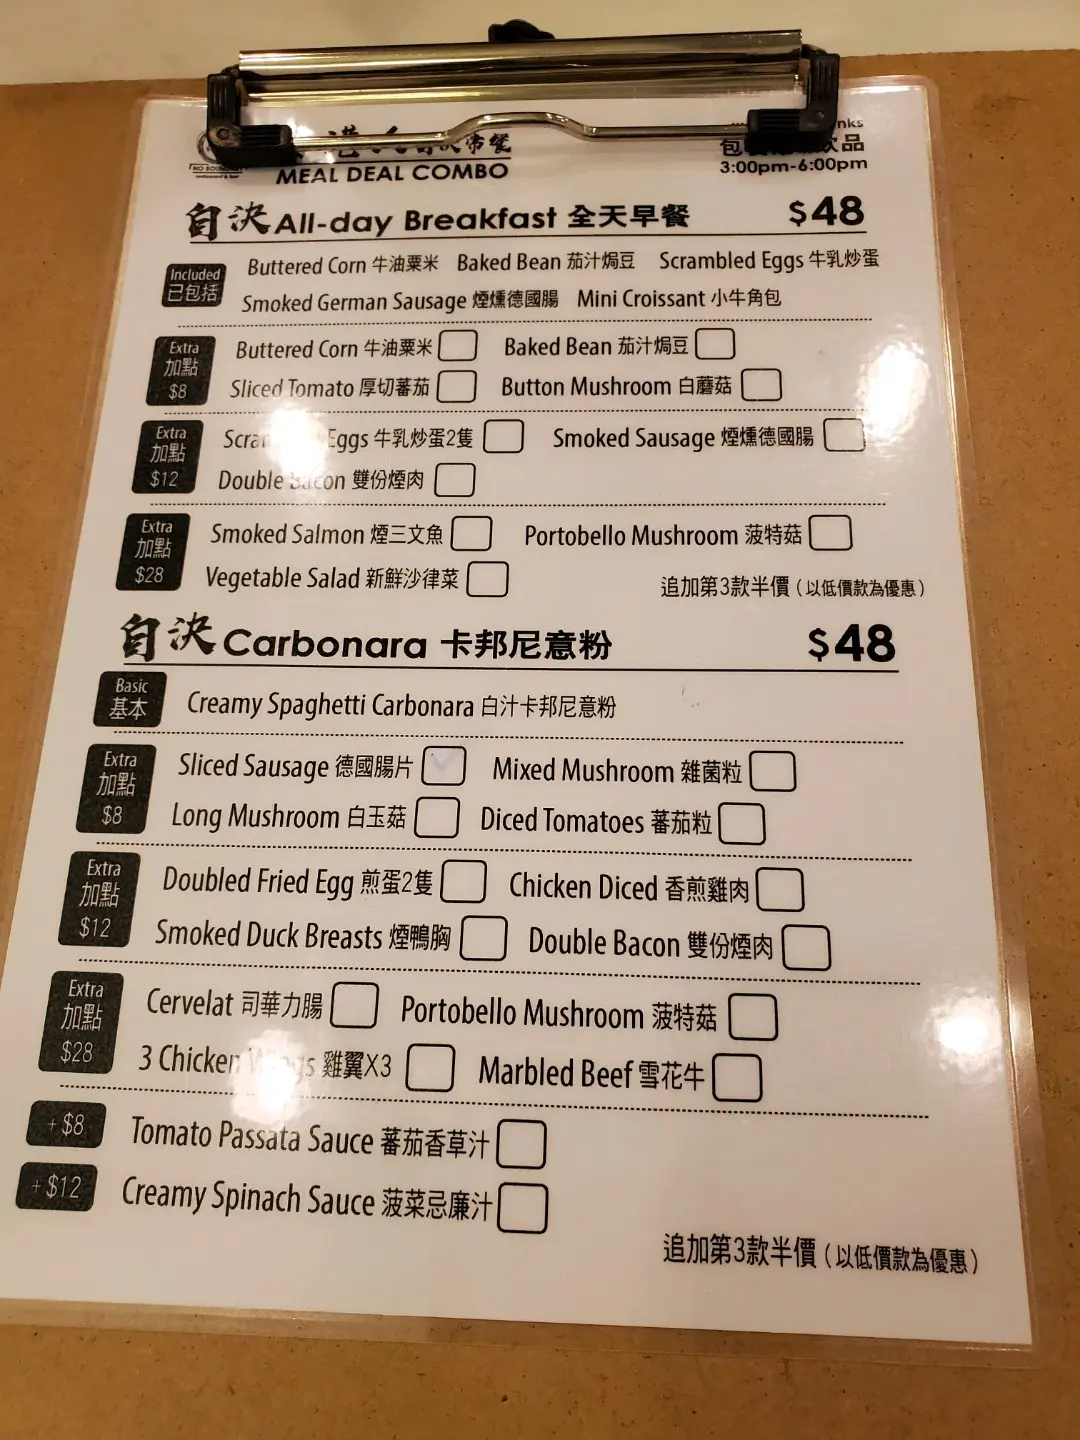 常餐
MEAL DEAL COMBO
飲品
3:00pm-6:00pm
自決 All-day Breakfast 全天早餐 $48
Included 已包括
Buttered Corn 牛油粟米 Baked Bean 茄汁焗豆 Scrambled Eggs 牛乳炒蛋
Smoked German Sausage 煙燻德國腸 Mini Croissant 小牛角包
Extra 加點 $8
Buttered Corn 牛油粟米 Baked Bean 茄汁焗豆
Sliced Tomato 厚切蕃茄 Button Mushroom 白蘑菇
Extra 加點 $12
Eggs 牛乳炒蛋2隻 Smoked Sausage 煙燻德國腸
Double Bacon 雙份煙肉
Extra 加點 $28
Smoked Salmon 煙三文魚 Portobello Mushroom 菠特菇
Vegetable Salad 新鮮沙律菜
追加第3款半價（以低價款為優惠）
自決 Carbonara 卡邦尼意粉 $48
Basic 基本
Creamy Spaghetti Carbonara 白汁卡邦尼意粉
Extra 加點 $8
Sliced Sausage 德國腸片 Mixed Mushroom 雜菌粒
Long Mushroom 白玉菇 Diced Tomatoes 蕃茄粒
Extra 加點 $12
Doubled Fried Egg 煎蛋2隻 Chicken Diced 香煎雞肉
Smoked Duck Breasts 煙鴨胸 Double Bacon 雙份煙肉
Extra 加點 $28
Cervelat 司華力腸 Portobello Mushroom 菠特菇
3 Chicken Wings 雞翼X3 Marbled Beef 雪花牛
+ $8 Tomato Passata Sauce 蕃茄香草汁
+ $12 Creamy Spinach Sauce 菠菜忌廉汁
追加第3款半價（以低價款為優惠）